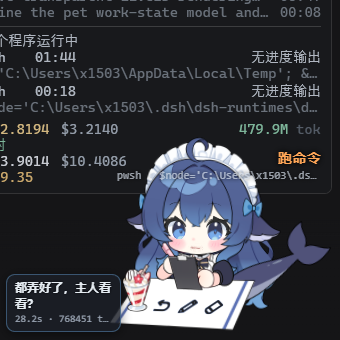 ine the pet work-state model and… 00:08
个程序运行中
h 01:44 无进度输出
'C:\Users\x1503\AppData\Local\Temp'; &…
h 00:18 无进度输出
de='C:\Users\x1503\.dsh\dsh-runtimes\d…
2.8194 $3.2140 479.9M tok
3.9014 $10.4086
跑命令
9.35
pwsh · $node='C:\Users\x1503\.ds…
都弄好了，主人看
看？
28.2s · 768451 t…